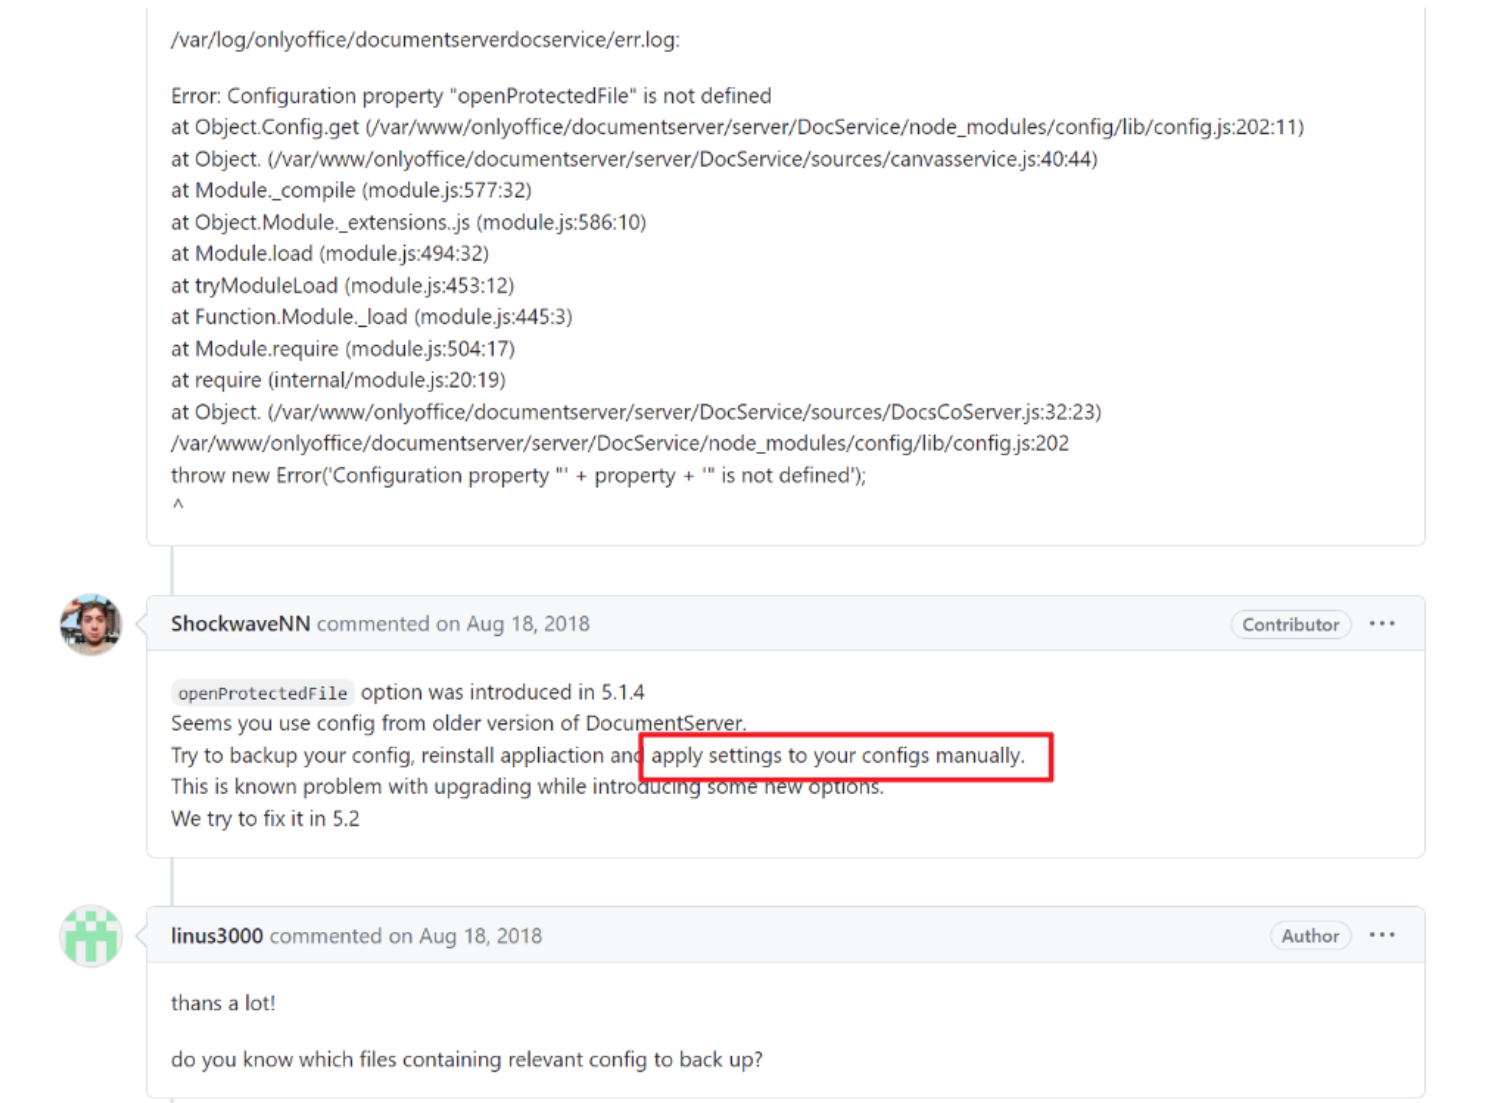 /var/log/onlyoffice/documentserverdocservice/err.log:
Error: Configuration property "openProtectedFile" is not defined
at Object.Config.get (/var/www/onlyoffice/documentserver/server/DocService/node_modules/config/lib/config.js:202:11)
at Object. (/var/www/onlyoffice/documentserver/server/DocService/sources/canvasservice.js:40:44)
at Module._compile (module.js:577:32)
at Object.Module._extensions..js (module.js:586:10)
at Module.load (module.js:494:32)
at tryModuleLoad (module.js:453:12)
at Function.Module._load (module.js:445:3)
at Module.require (module.js:504:17)
at require (internal/module.js:20:19)
at Object. (/var/www/onlyoffice/documentserver/server/DocService/sources/DocsCoServer.js:32:23)
/var/www/onlyoffice/documentserver/server/DocService/node_modules/config/lib/config.js:202
throw new Error('Configuration property "' + property + '" is not defined');
^
ShockwaveNN commented on Aug 18, 2018 Contributor ...
openProtectedFile option was introduced in 5.1.4
Seems you use config from older version of DocumentServer.
Try to backup your config, reinstall appliaction and apply settings to your configs manually.
This is known problem with upgrading while introducing some new options.
We try to fix it in 5.2
linus3000 commented on Aug 18, 2018 Author ...
thans a lot!
do you know which files containing relevant config to back up?